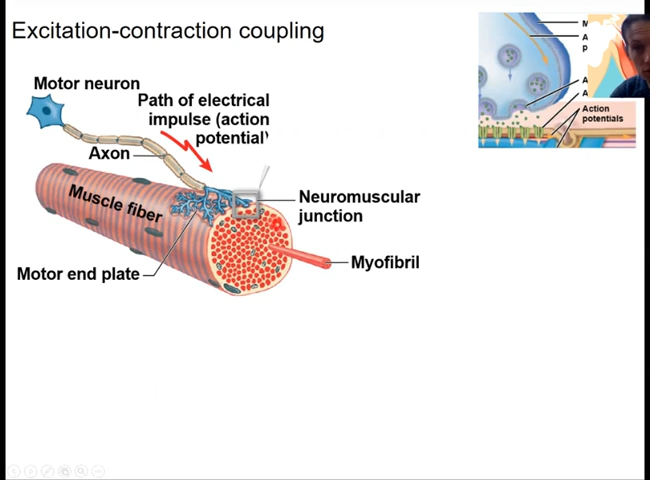 Excitation-contraction coupling
Motor neuron
Path of electrical
impulse (action
potential)
Axon
Muscle fiber
Neuromuscular
junction
Motor end plate
Myofibril
M
A
p
A
A
Action
potentials